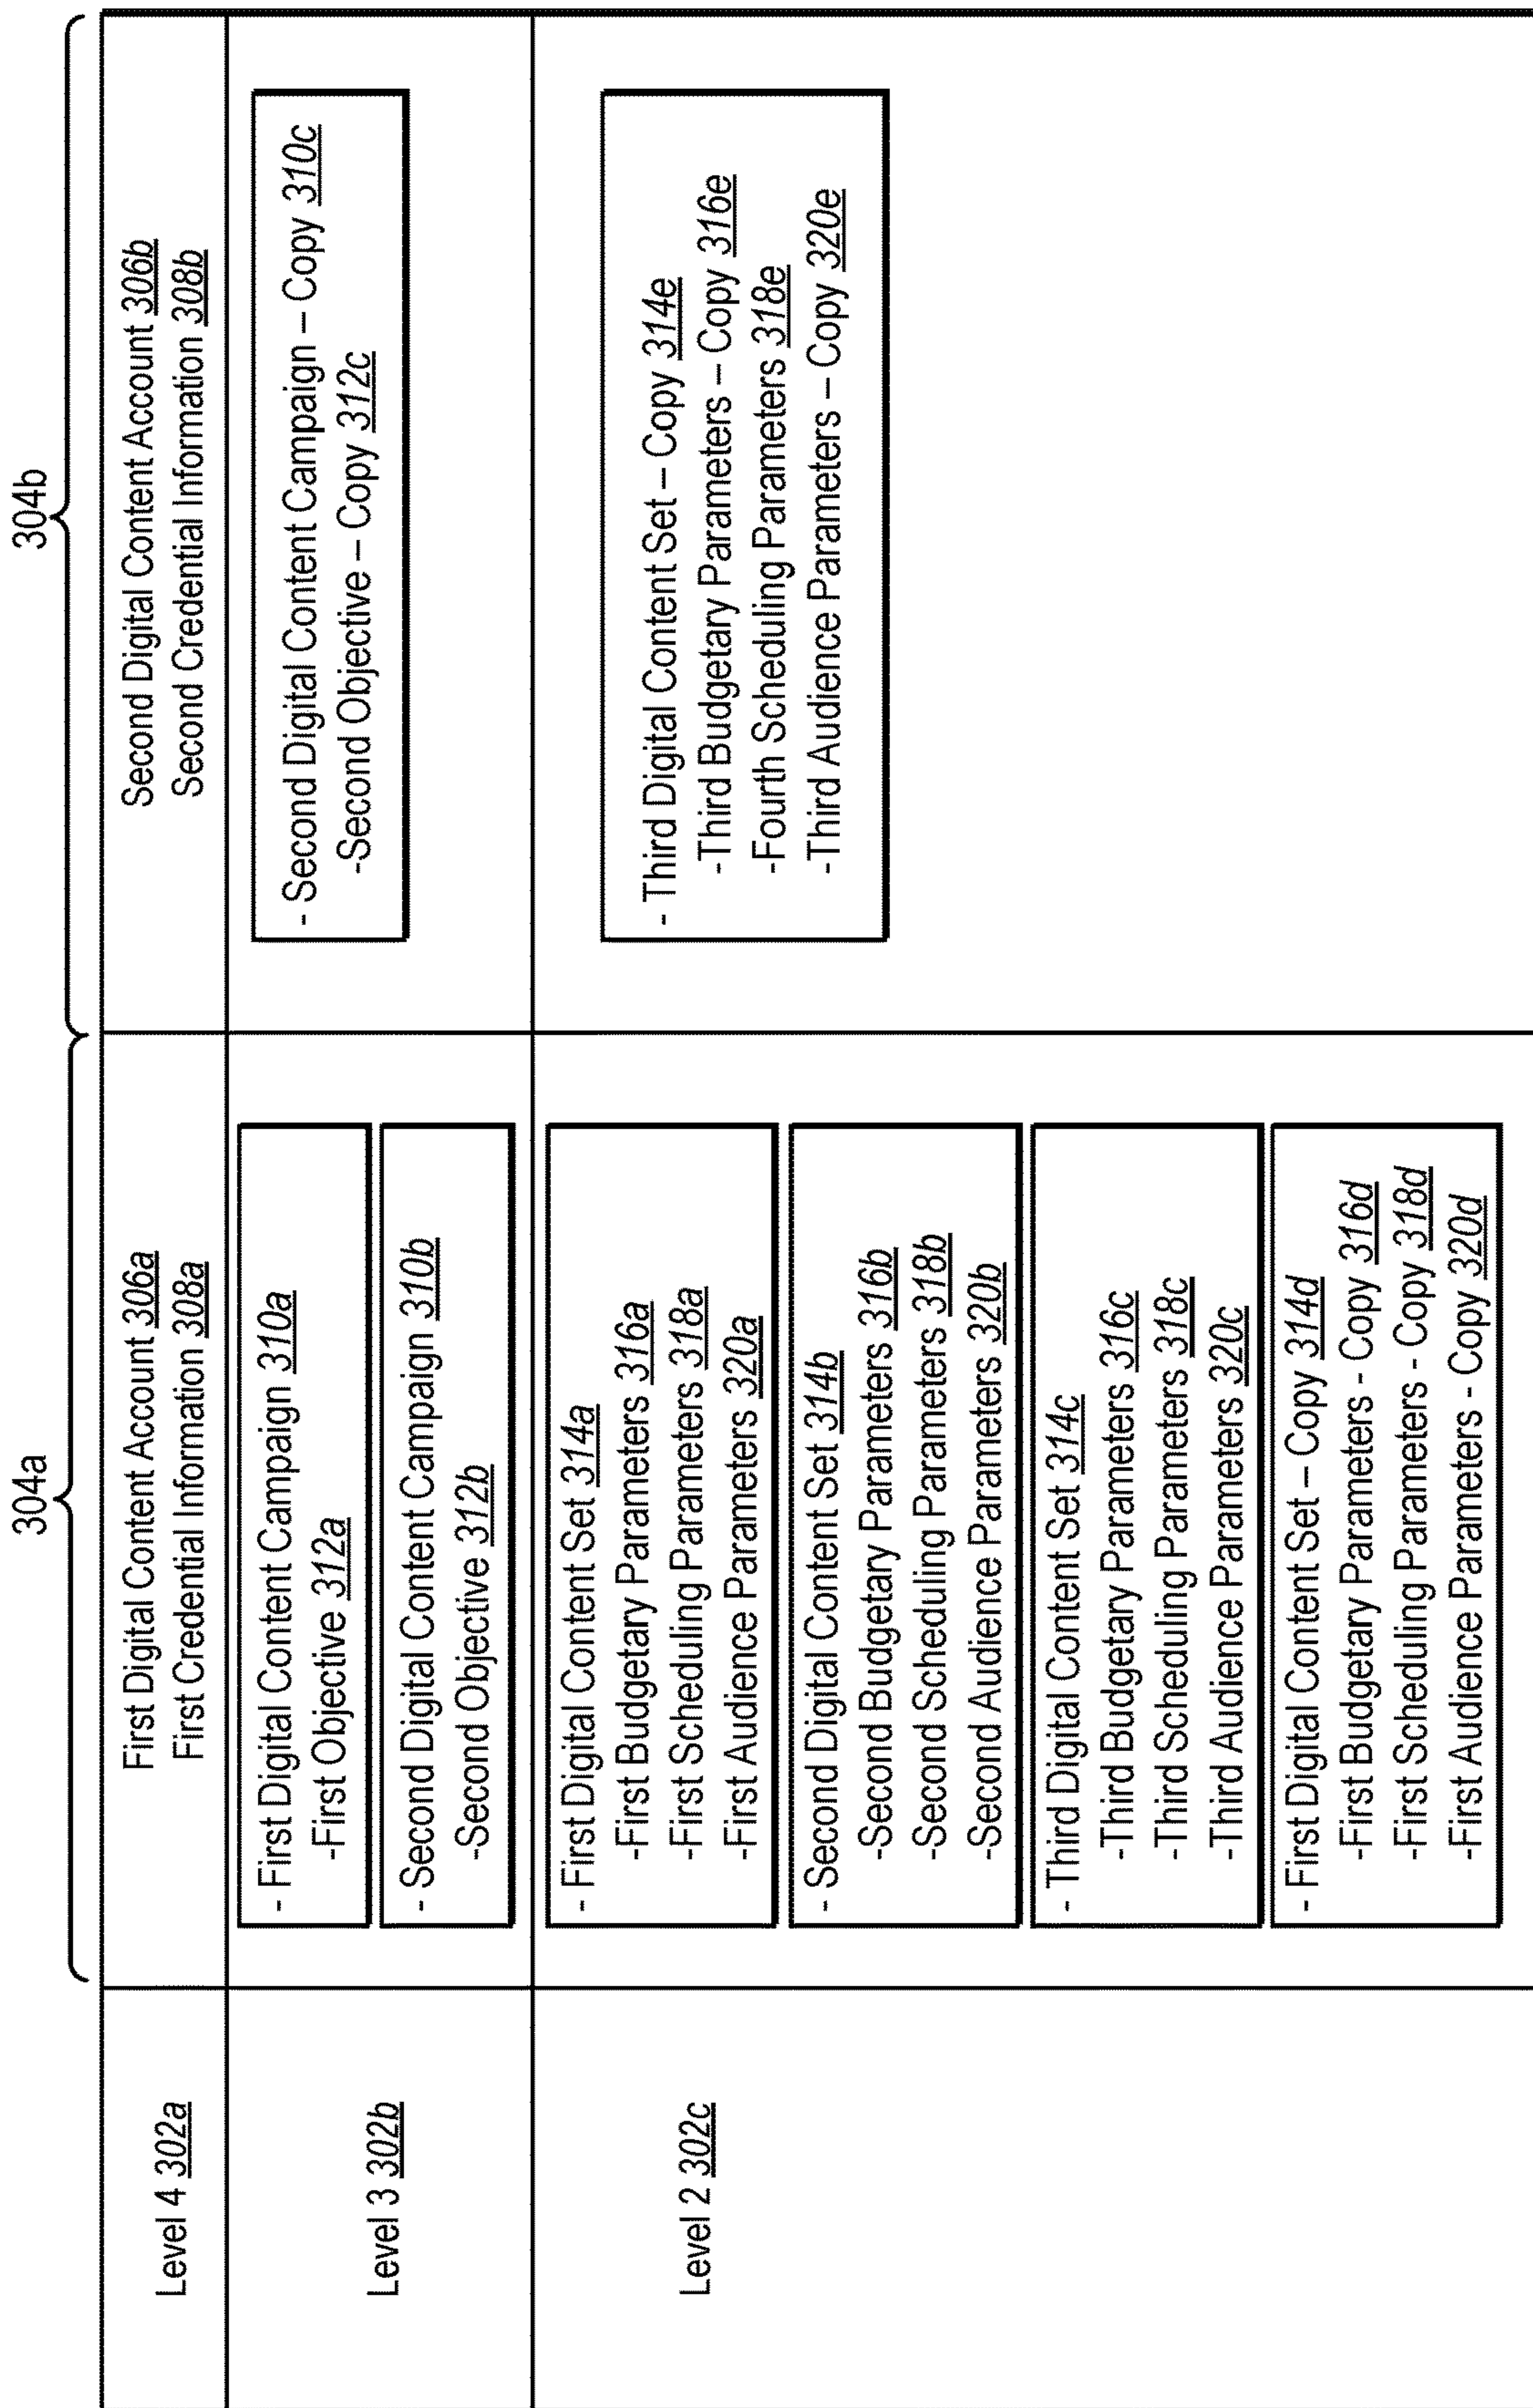 304a
304b
Level 4 302a
First Digital Content Account 306a
First Credential Information 308a
Second Digital Content Account 306b
Second Credential Information 308b
Level 3 302b
- First Digital Content Campaign 310a
-First Objective 312a
- Second Digital Content Campaign 310b
-Second Objective 312b
- Second Digital Content Campaign – Copy 310c
-Second Objective – Copy 312c
Level 2 302c
- First Digital Content Set 314a
-First Budgetary Parameters 316a
-First Scheduling Parameters 318a
-First Audience Parameters 320a
- Second Digital Content Set 314b
-Second Budgetary Parameters 316b
-Second Scheduling Parameters 318b
-Second Audience Parameters 320b
- Third Digital Content Set 314c
-Third Budgetary Parameters 316c
-Third Scheduling Parameters 318c
-Third Audience Parameters 320c
- First Digital Content Set – Copy 314d
-First Budgetary Parameters - Copy 316d
-First Scheduling Parameters - Copy 318d
-First Audience Parameters - Copy 320d
- Third Digital Content Set – Copy 314e
-Third Budgetary Parameters – Copy 316e
-Fourth Scheduling Parameters 318e
-Third Audience Parameters – Copy 320e